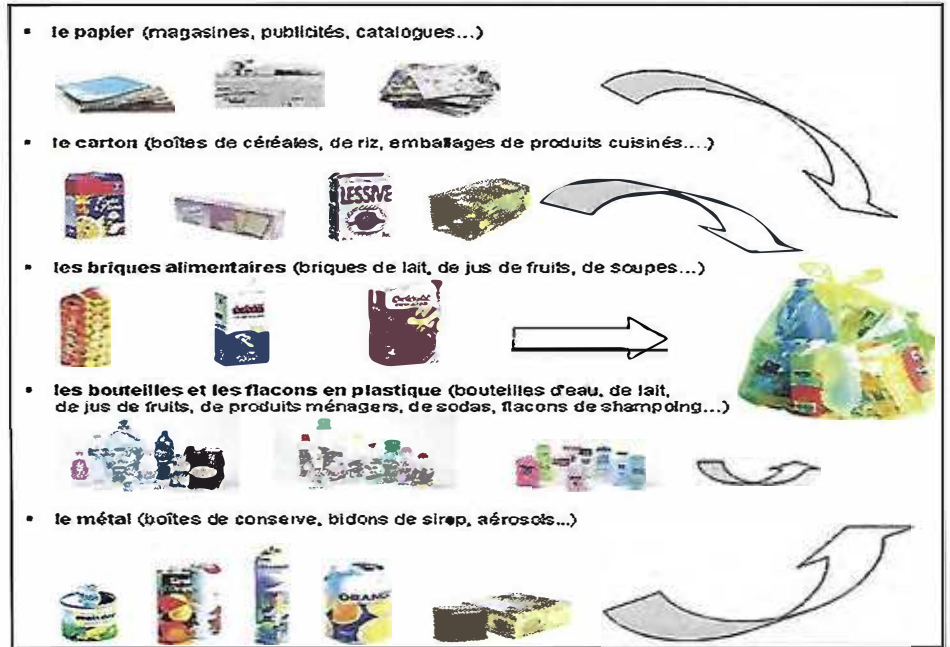 ▪ le papier (magasines, publicités, catalogues...)
▪ le carton (boîtes de céréales, de riz, emballages de produits cuisinés....)
LESSIVE
▪ les briques alimentaires (briques de lait, de jus de fruits, de soupes...)
▪ les bouteilles et les flacons en plastique (bouteilles d'eau, de lait,
de jus de fruits, de produits ménagers, de sodas, flacons de shampoing...)
▪ le métal (boîtes de conserve, bidons de sirop, aérosols...)
ORANGE